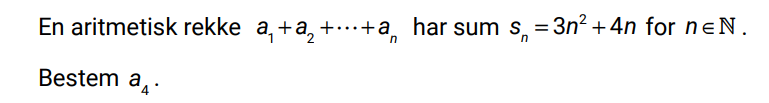 En aritmetisk rekke a₁+a₂+⋯+aₙ har sum sₙ = 3n² + 4n for n∈ℕ.
Bestem a₄.